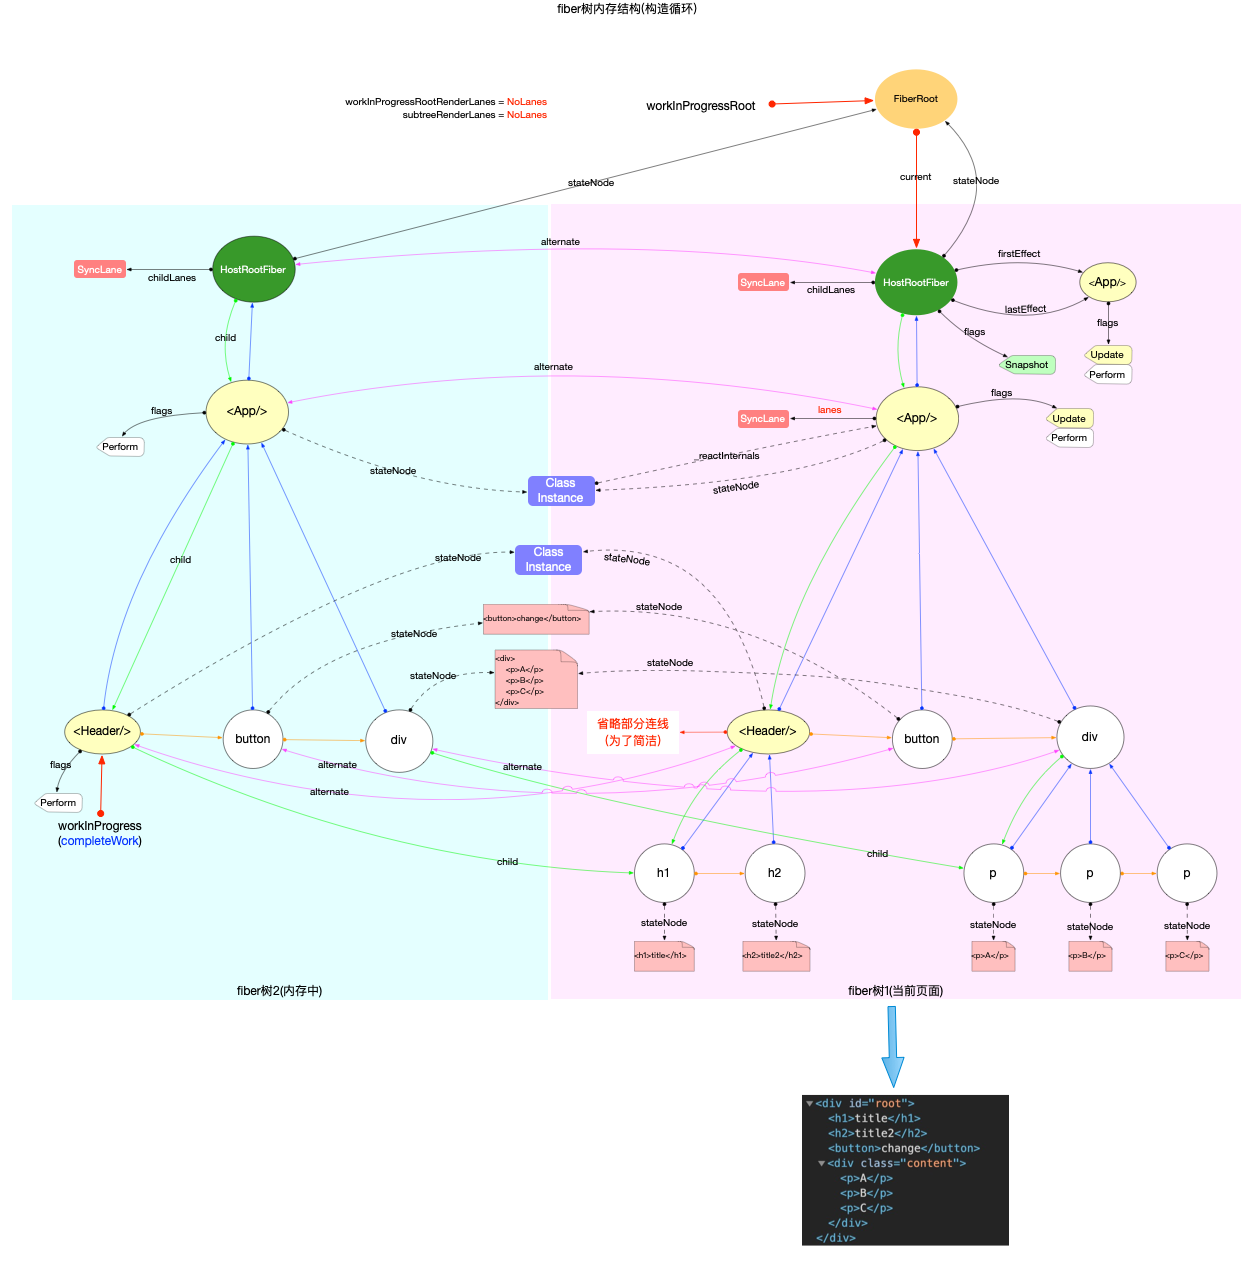 fiber树内存结构(构造循环)
workInProgressRootRenderLanes = NoLanes
subtreeRenderLanes = NoLanes
workInProgressRoot
FiberRoot
stateNode
current
stateNode
HostRootFiber
SyncLane
childLanes
alternate
HostRootFiber
SyncLane
childLanes
firstEffect
lastEffect
<App/>
flags
Update
Perform
flags
Snapshot
child
alternate
<App/>
flags
Perform
stateNode
<App/>
SyncLane
lanes
flags
Update
Perform
_reactInternals
stateNode
Class
Instance
child
stateNode
Class
Instance
stateNode
<button>change</button>
stateNode
stateNode
<div>
<p>A</p>
<p>B</p>
<p>C</p>
</div>
stateNode
stateNode
<Header/>
button
div
省略部分连线
(为了简洁)
<Header/>
button
div
flags
Perform
alternate
alternate
alternate
workInProgress
(completeWork)
child
child
h1
h2
p
p
p
stateNode
stateNode
stateNode
stateNode
stateNode
<h1>title</h1>
<h2>title2</h2>
<p>A</p>
<p>B</p>
<p>C</p>
fiber树2(内存中)
fiber树1(当前页面)
<div id="root">
<h1>title</h1>
<h2>title2</h2>
<button>change</button>
<div class="content">
<p>A</p>
<p>B</p>
<p>C</p>
</div>
</div>